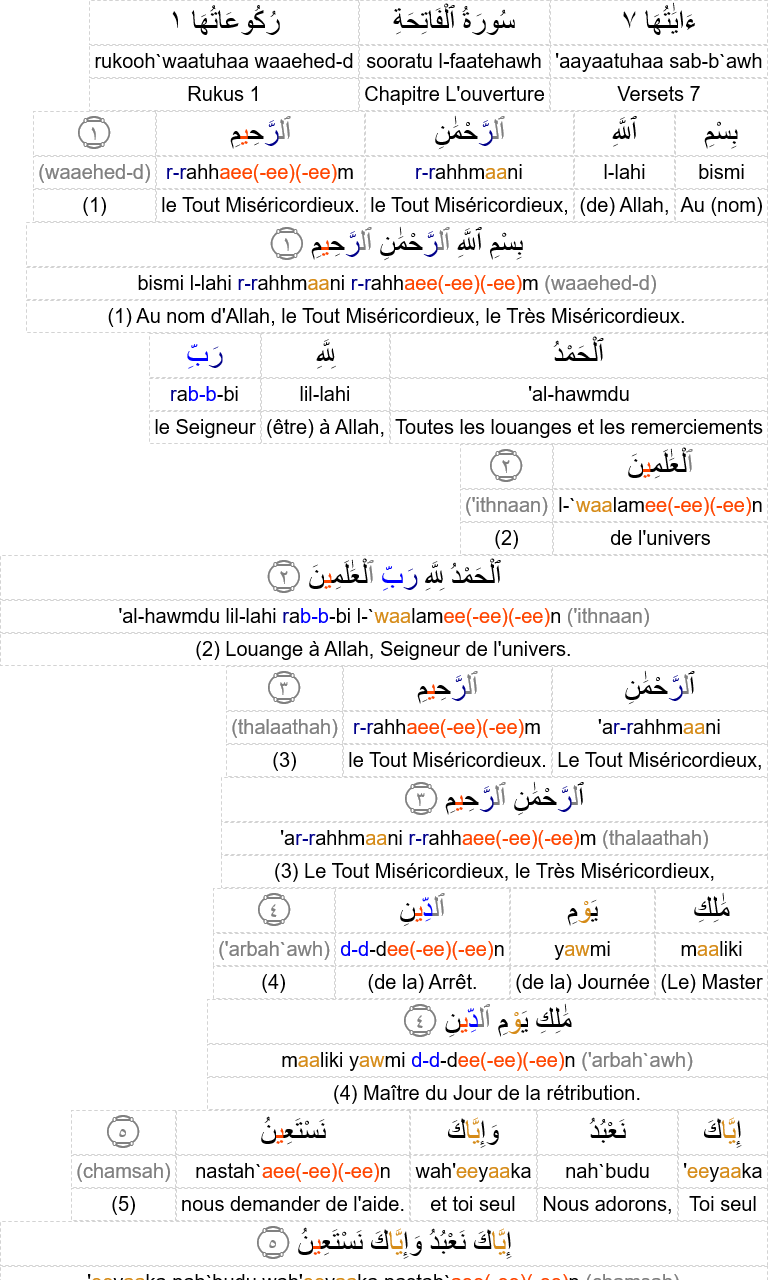 ءَايَٰتُهَا ٧ سُورَةُ ٱلْفَاتِحَةِ رُكُوعَاتُهَا ١
rukooh`waatuhaa waaehed-d sooratu l-faatehawh 'aayaatuhaa sab-b`awh
Rukus 1 Chapitre L'ouverture Versets 7
بِسْمِ ٱللَّهِ ٱلرَّحْمَٰنِ ٱلرَّحِيمِ ١
(waaehed-d) r-rahhaee(-ee)(-ee)m r-rahhmaani l-lahi bismi
(1) le Tout Miséricordieux. le Tout Miséricordieux, (de) Allah, Au (nom)
بِسْمِ ٱللَّهِ ٱلرَّحْمَٰنِ ٱلرَّحِيمِ ١
bismi l-lahi r-rahhmaani r-rahhaee(-ee)(-ee)m (waaehed-d)
(1) Au nom d'Allah, le Tout Miséricordieux, le Très Miséricordieux.
ٱلْحَمْدُ لِلَّهِ رَبِّ
rab-b-bi lil-lahi 'al-hawmdu
le Seigneur (être) à Allah, Toutes les louanges et les remerciements
ٱلْعَٰلَمِينَ ٢
('ithnaan) l-`waalamee(-ee)(-ee)n
(2) de l'univers
ٱلْحَمْدُ لِلَّهِ رَبِّ ٱلْعَٰلَمِينَ ٢
'al-hawmdu lil-lahi rab-b-bi l-`waalamee(-ee)(-ee)n ('ithnaan)
(2) Louange à Allah, Seigneur de l'univers.
ٱلرَّحْمَٰنِ ٱلرَّحِيمِ ٣
(thalaathah) r-rahhaee(-ee)(-ee)m 'ar-rahhmaani
(3) le Tout Miséricordieux. Le Tout Miséricordieux,
ٱلرَّحْمَٰنِ ٱلرَّحِيمِ ٣
'ar-rahhmaani r-rahhaee(-ee)(-ee)m (thalaathah)
(3) Le Tout Miséricordieux, le Très Miséricordieux,
مَٰلِكِ يَوْمِ ٱلدِّينِ ٤
('arbah`awh) d-d-dee(-ee)(-ee)n yawmi maaliki
(4) (de la) Arrêt. (de la) Journée (Le) Master
مَٰلِكِ يَوْمِ ٱلدِّينِ ٤
maaliki yawmi d-d-dee(-ee)(-ee)n ('arbah`awh)
(4) Maître du Jour de la rétribution.
إِيَّاكَ نَعْبُدُ وَإِيَّاكَ نَسْتَعِينُ ٥
(chamsah) nastah`aee(-ee)(-ee)n wah'eeyaaka nah`budu 'eeyaaka
(5) nous demander de l'aide. et toi seul Nous adorons, Toi seul
إِيَّاكَ نَعْبُدُ وَإِيَّاكَ نَسْتَعِينُ ٥
'eeyaaka nah`budu wah'eeyaaka nastah`aee(-ee)(-ee)n (chamsah)